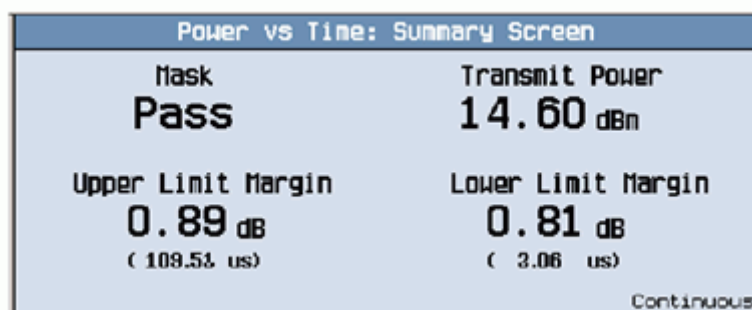 Power vs Time: Summary Screen
Mask Transmit Power
Pass 14.60 dBm
Upper Limit Margin Lower Limit Margin
0.89 dB 0.81 dB
( us) ( 3.06 us)
Continuous